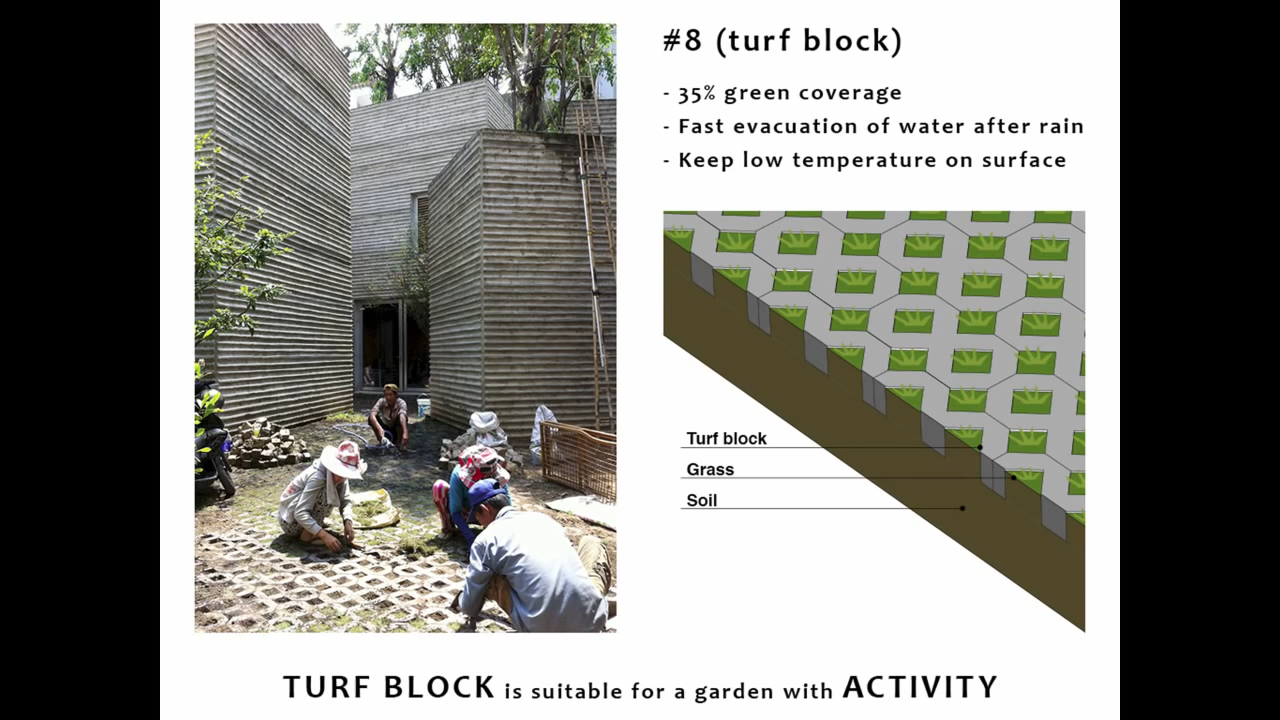 #8 (turf block)
- 35% green coverage
- Fast evacuation of water after rain
- Keep low temperature on surface
Turf block
Grass
Soil
TURF BLOCK is suitable for a garden with ACTIVITY